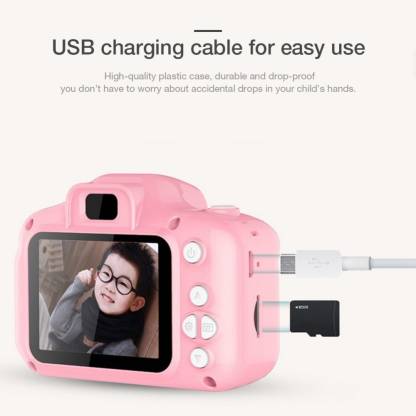 USB charging cable for easy use
High-quality plastic case, durable and drop-proof
you don't have to worry about accidental drops in your child's hands.